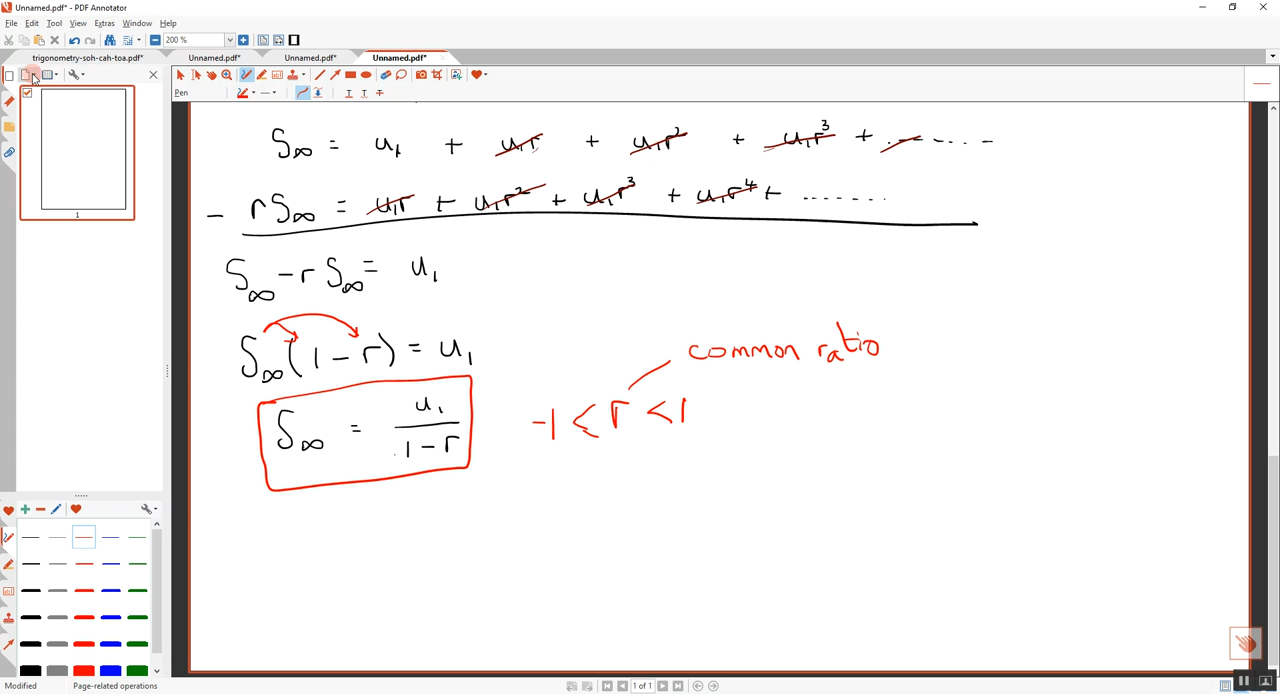 Unnamed.pdf* - PDF Annotator
File Edit Tool View Extras Window Help
200 %
trigonometry-soh-cah-toa.pdf* Unnamed.pdf* Unnamed.pdf* Unnamed.pdf*
Pen
1
S∞ = u₁ + u₁r + u₁r² + u₁r³ + .......
- rS∞ = u₁r + u₁r² + u₁r³ + u₁r⁴ + .......
S∞ - rS∞ = u₁
S∞(1 - r) = u₁
common ratio
S∞ = u₁/(1 - r)
-1 < r < 1
Modified Page-related operations 1 of 1